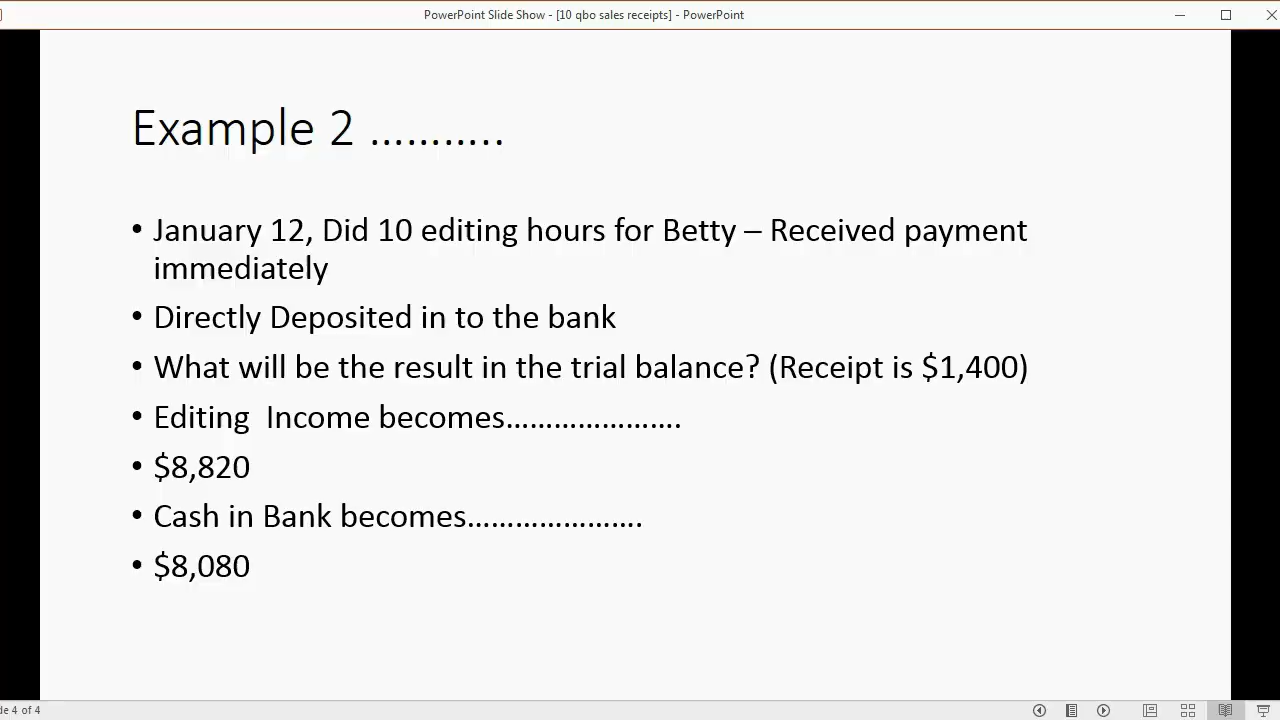 PowerPoint Slide Show - [10 qbo sales receipts] - PowerPoint
Example 2 ………..
• January 12, Did 10 editing hours for Betty – Received payment
immediately
• Directly Deposited in to the bank
• What will be the result in the trial balance? (Receipt is $1,400)
• Editing  Income becomes………………….
• $8,820
• Cash in Bank becomes………………….
• $8,080
de 4 of 4